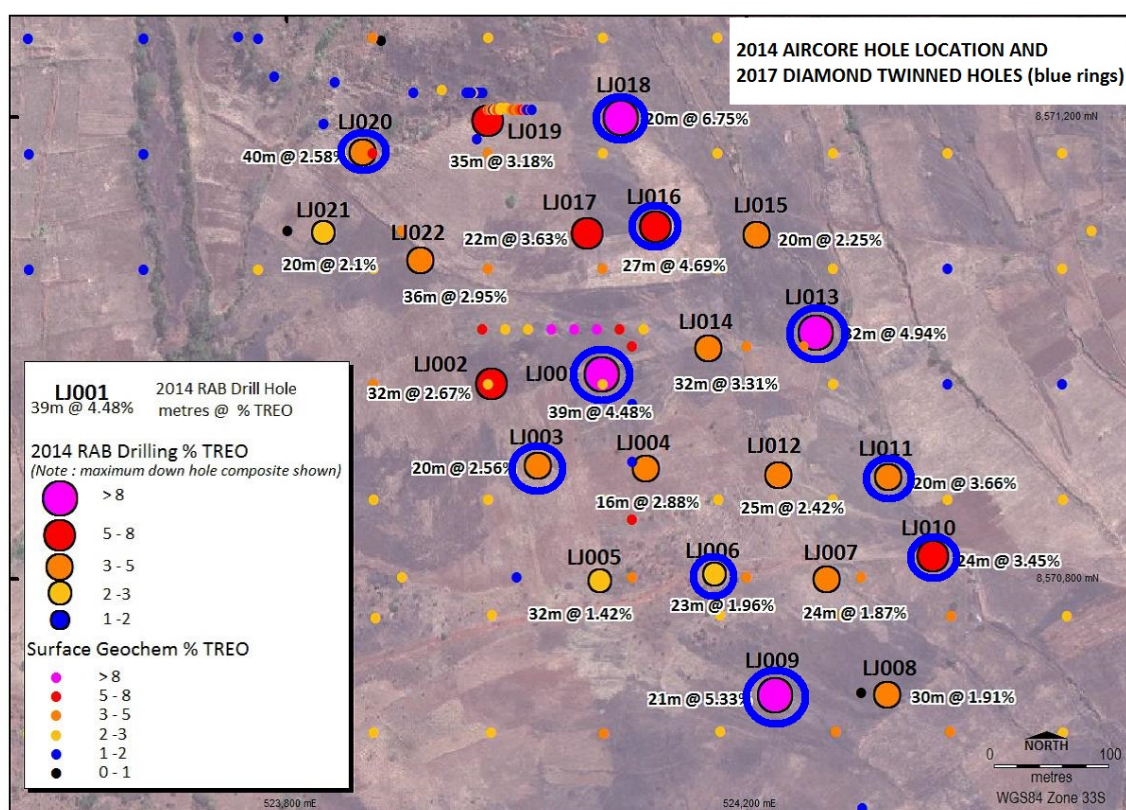 2014 AIRCORE HOLE LOCATION AND
2017 DIAMOND TWINNED HOLES (blue rings)
LJ018
20m @ 6.75%
8,571,200 mN
LJ020
LJ019
40m @ 2.58%
35m @ 3.18%
LJ021
LJ022
LJ017
LJ016
LJ015
22m @ 3.63%
20m @ 2.25%
20m @ 2.1%
27m @ 4.69%
36m @ 2.95%
LJ013
32m @ 4.94%
LJ014
LJ002
LJ001
32m @ 2.67%
32m @ 3.31%
39m @ 4.48%
LJ003
LJ004
LJ012
LJ011
20m @ 2.56%
20m @ 3.66%
16m @ 2.88%
25m @ 2.42%
LJ010
LJ005
LJ006
LJ007
24m @ 3.45%
8,570,800 mN
32m @ 1.42%
23m @ 1.96%
24m @ 1.87%
LJ009
LJ008
21m @ 5.33%
30m @ 1.91%
LJ001
39m @ 4.48%
2014 RAB Drill Hole
metres @ % TREO
2014 RAB Drilling % TREO
(Note : maximum down hole composite shown)
> 8
5 - 8
3 - 5
2 - 3
1 - 2
Surface Geochem % TREO
> 8
5 - 8
3 - 5
2 - 3
1 - 2
0 - 1
523,800 mE
524,200 mE
NORTH
0 100
metres
WGS84 Zone 33S